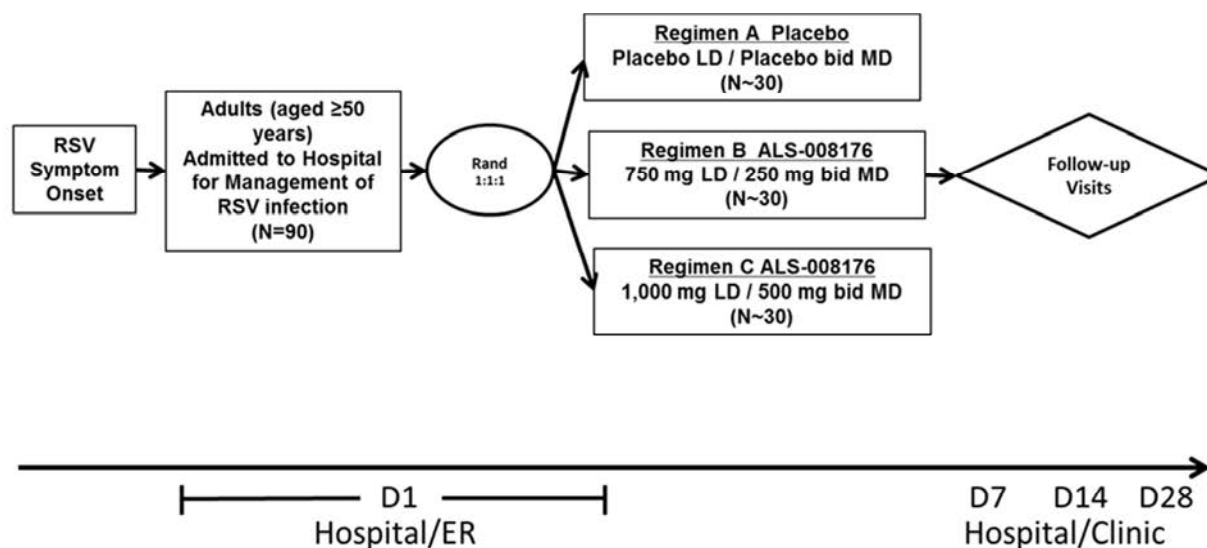 RSV
Symptom
Onset
Adults (aged ≥50
years)
Admitted to Hospital
for Management of
RSV infection
(N=90)
Rand
1:1:1
Regimen A Placebo
Placebo LD / Placebo bid MD
(N~30)
Regimen B ALS-008176
750 mg LD / 250 mg bid MD
(N~30)
Regimen C ALS-008176
1,000 mg LD / 500 mg bid MD
(N~30)
Follow-up
Visits
D1
Hospital/ER
D7 D14 D28
Hospital/Clinic